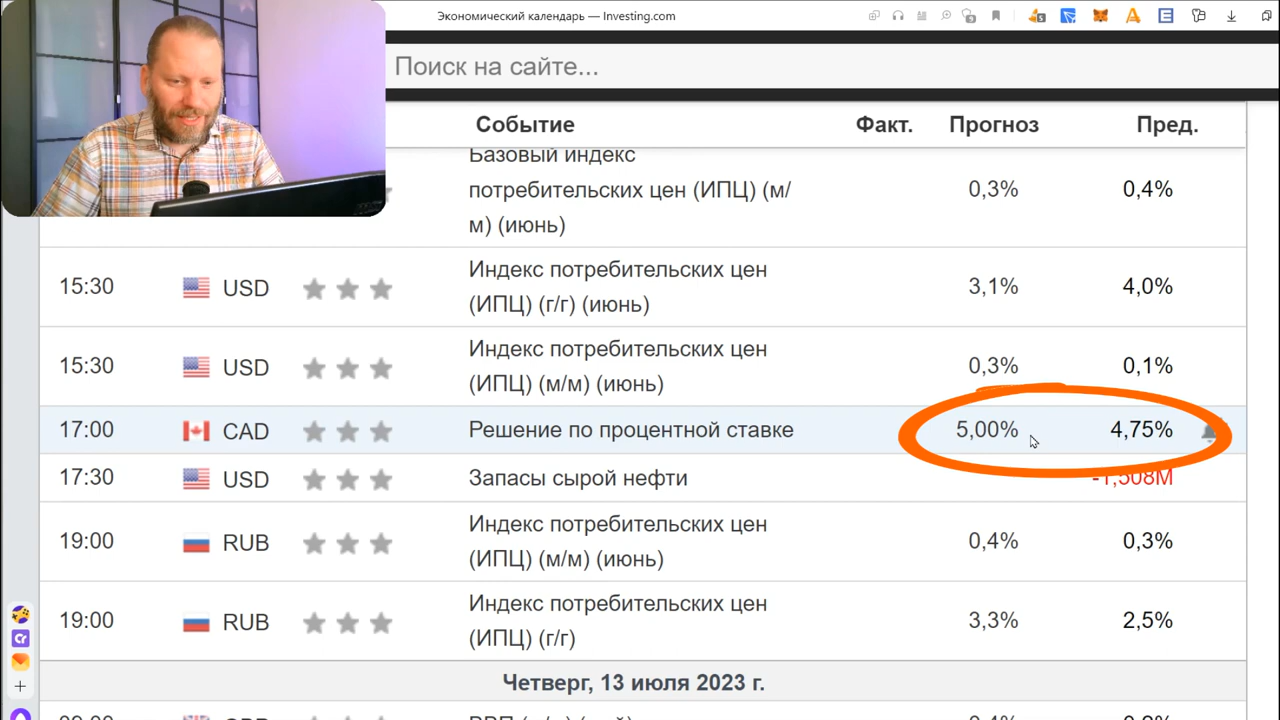 Экономический календарь — Investing.com
Поиск на сайте...
Событие Факт. Прогноз Пред.
Базовый индекс
потребительских цен (ИПЦ) (м/
м) (июнь)
0,3% 0,4%
15:30 USD Индекс потребительских цен
(ИПЦ) (г/г) (июнь)
3,1% 4,0%
15:30 USD Индекс потребительских цен
(ИПЦ) (м/м) (июнь)
0,3% 0,1%
17:00 CAD Решение по процентной ставке 5,00% 4,75%
17:30 USD Запасы сырой нефти -1,508M
19:00 RUB Индекс потребительских цен
(ИПЦ) (м/м) (июнь)
0,4% 0,3%
19:00 RUB Индекс потребительских цен
(ИПЦ) (г/г)
3,3% 2,5%
Четверг, 13 июля 2023 г.